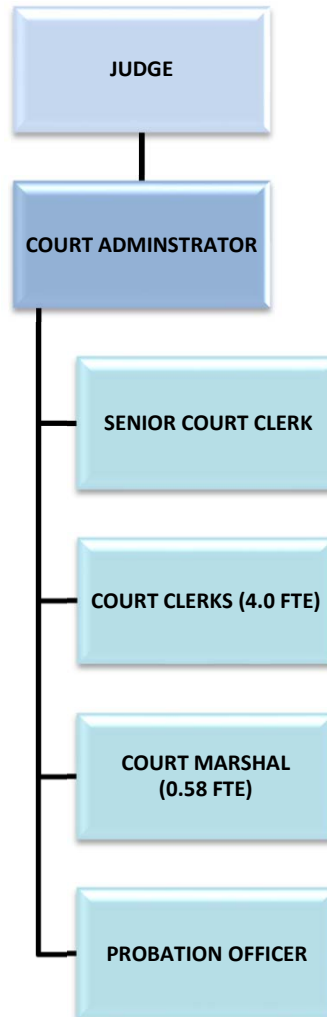 JUDGE
COURT ADMINSTRATOR
SENIOR COURT CLERK
COURT CLERKS (4.0 FTE)
COURT MARSHAL
(0.58 FTE)
PROBATION OFFICER